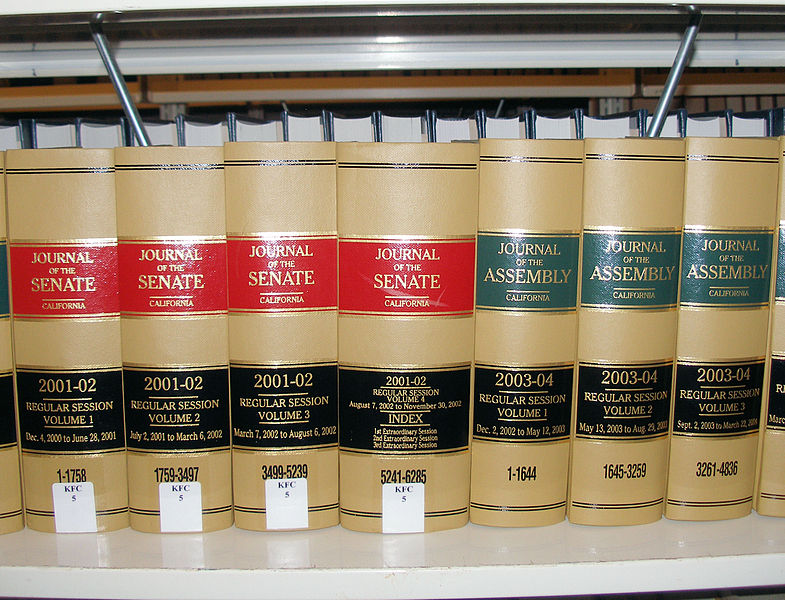 JOURNAL
OF THE
SENATE
CALIFORNIA
2001-02
REGULAR SESSION
VOLUME 1
Dec. 4, 2000 to June 28, 2001
1-1758
KFC
5
JOURNAL
OF THE
SENATE
CALIFORNIA
2001-02
REGULAR SESSION
VOLUME 2
July 2, 2001 to March 6, 2002
1759-3497
KFC
5
JOURNAL
OF THE
SENATE
CALIFORNIA
2001-02
REGULAR SESSION
VOLUME 3
March 7, 2002 to August 6, 2002
3499-5239
KFC
5
JOURNAL
OF THE
SENATE
CALIFORNIA
2001-02
REGULAR SESSION
VOLUME 4
August 7, 2002 to November 30, 2002
INDEX
1st Extraordinary Session
2nd Extraordinary Session
3rd Extraordinary Session
5241-6285
KFC
5
JOURNAL
OF THE
ASSEMBLY
CALIFORNIA
2003-04
REGULAR SESSION
VOLUME 1
Dec. 2, 2002 to May 12, 2003
1-1644
JOURNAL
OF THE
ASSEMBLY
CALIFORNIA
2003-04
REGULAR SESSION
VOLUME 2
May 13, 2003 to Aug. 29, 2003
1645-3259
JOURNAL
OF THE
ASSEMBLY
CALIFORNIA
2003-04
REGULAR SESSION
VOLUME 3
Sept. 2, 2003 to March
3261-4836